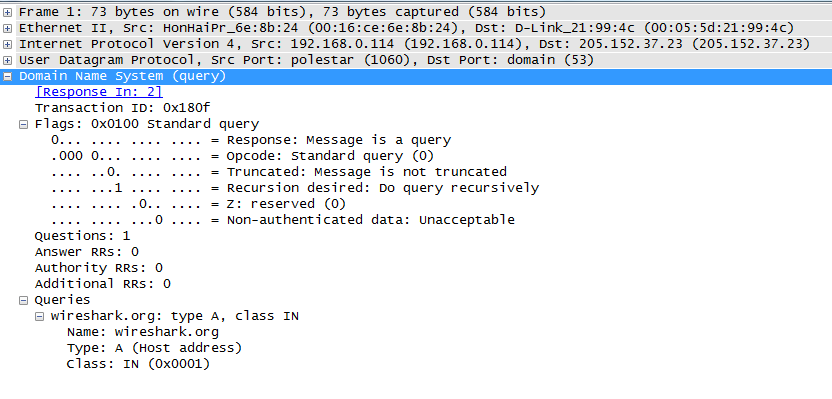 Frame 1: 73 bytes on wire (584 bits), 73 bytes captured (584 bits)
Ethernet II, Src: HonHaiPr_6e:8b:24 (00:16:ce:6e:8b:24), Dst: D-Link_21:99:4c (00:05:5d:21:99:4c)
Internet Protocol Version 4, Src: 192.168.0.114 (192.168.0.114), Dst: 205.152.37.23 (205.152.37.23)
User Datagram Protocol, Src Port: polestar (1060), Dst Port: domain (53)
Domain Name System (query)
[Response In: 2]
Transaction ID: 0x180f
Flags: 0x0100 Standard query
0... .... .... .... = Response: Message is a query
.000 0... .... .... = Opcode: Standard query (0)
.... ..0. .... .... = Truncated: Message is not truncated
.... ...1 .... .... = Recursion desired: Do query recursively
.... .... .0.. .... = Z: reserved (0)
.... .... ...0 .... = Non-authenticated data: Unacceptable
Questions: 1
Answer RRs: 0
Authority RRs: 0
Additional RRs: 0
Queries
wireshark.org: type A, class IN
Name: wireshark.org
Type: A (Host address)
Class: IN (0x0001)